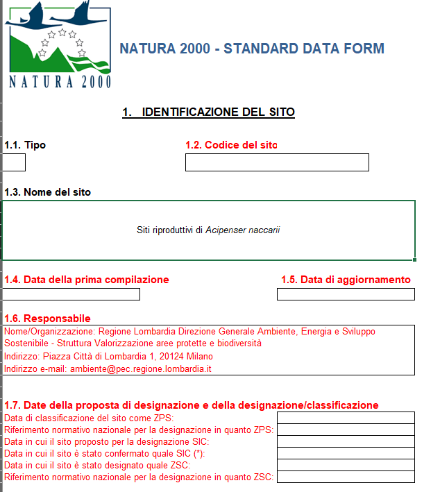 NATURA 2000
NATURA 2000 - STANDARD DATA FORM
1. IDENTIFICAZIONE DEL SITO
1.1. Tipo
1.2. Codice del sito
1.3. Nome del sito
Siti riproduttivi di Acipenser naccarii
1.4. Data della prima compilazione
1.5. Data di aggiornamento
1.6. Responsabile
Nome/Organizzazione: Regione Lombardia Direzione Generale Ambiente, Energia e Sviluppo
Sostenibile - Struttura Valorizzazione aree protette e biodiversità
Indirizzo: Piazza Città di Lombardia 1, 20124 Milano
Indirizzo e-mail: ambiente@pec.regione.lombardia.it
1.7. Date della proposta di designazione e della designazione/classificazione
Data di classificazione del sito come ZPS:
Riferimento normativo nazionale per la designazione in quanto ZPS:
Data in cui il sito proposto per la designazione SIC:
Data in cui il sito è stato confermato quale SIC (*):
Data in cui il sito è stato designato quale ZSC:
Riferimento normativo nazionale per la designazione in quanto ZSC: